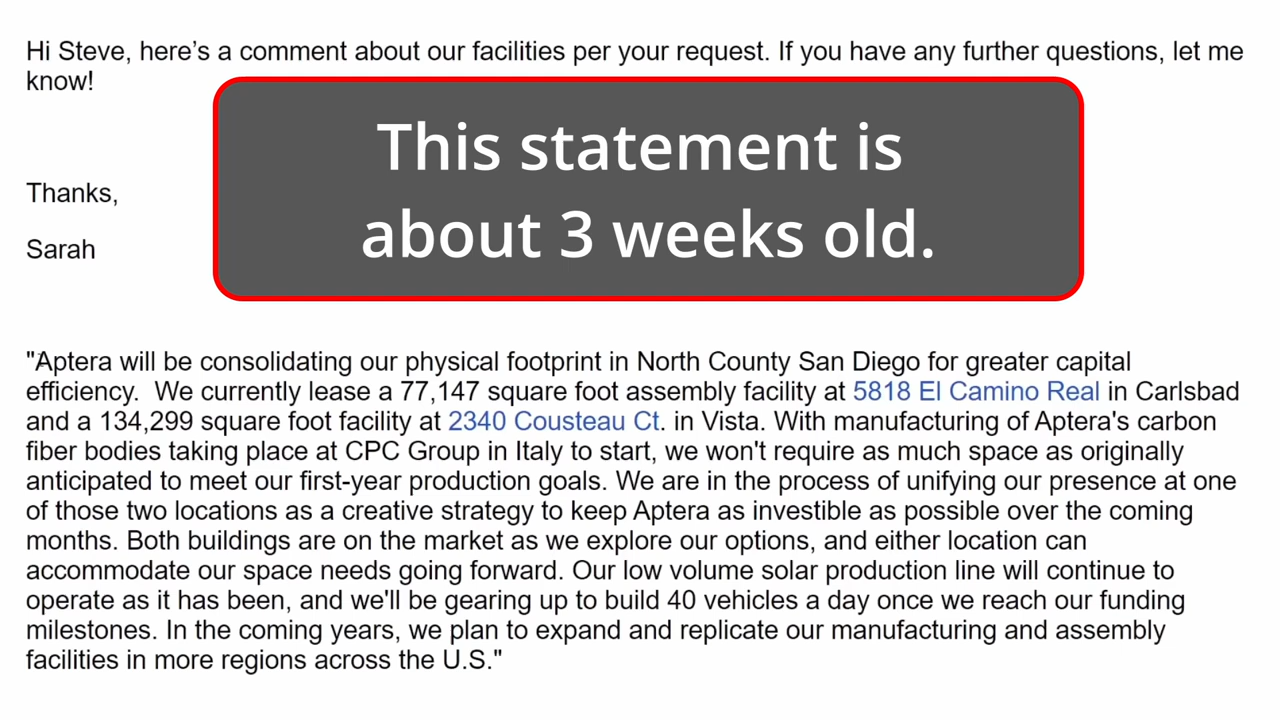 Hi Steve, here’s a comment about our facilities per your request. If you have any further questions, let me
know!
This statement is
about 3 weeks old.
Thanks,
Sarah
"Aptera will be consolidating our physical footprint in North County San Diego for greater capital
efficiency.  We currently lease a 77,147 square foot assembly facility at 5818 El Camino Real in Carlsbad
and a 134,299 square foot facility at 2340 Cousteau Ct. in Vista. With manufacturing of Aptera's carbon
fiber bodies taking place at CPC Group in Italy to start, we won't require as much space as originally
anticipated to meet our first-year production goals. We are in the process of unifying our presence at one
of those two locations as a creative strategy to keep Aptera as investible as possible over the coming
months. Both buildings are on the market as we explore our options, and either location can
accommodate our space needs going forward. Our low volume solar production line will continue to
operate as it has been, and we'll be gearing up to build 40 vehicles a day once we reach our funding
milestones. In the coming years, we plan to expand and replicate our manufacturing and assembly
facilities in more regions across the U.S."